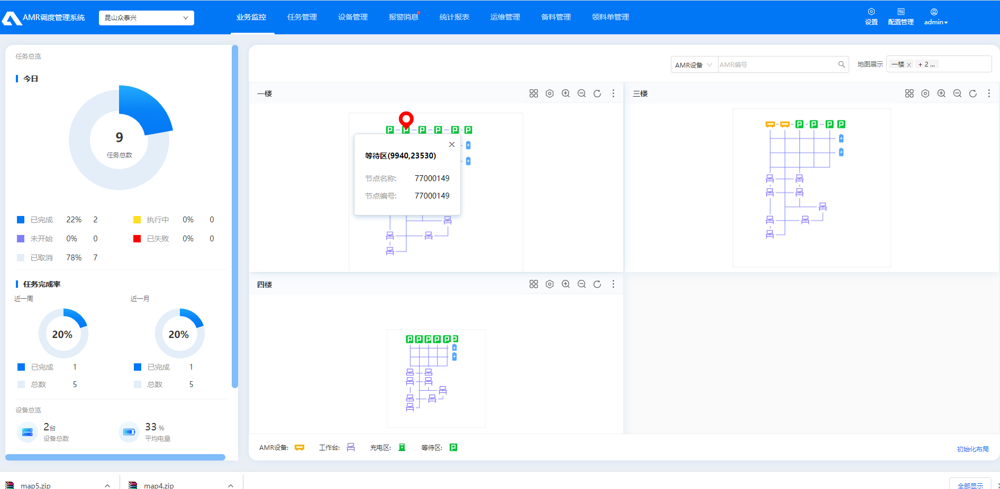 AMR调度管理系统
昆山众泰兴
业务监控
任务管理
设备管理
报警消息
统计报表
运维管理
备料管理
领料单管理
设置
配置管理
admin
任务总览
今日
9
任务总数
已完成 22% 2
执行中 0% 0
未开始 0% 0
已失败 0% 0
已取消 78% 7
任务完成率
近一周
近一月
20%
20%
已完成 1
已完成 1
总数 5
总数 5
设备总览
2台
设备总数
33 %
平均电量
AMR设备
AMR编号
地图展示
一楼
+ 2 ...
一楼
三楼
等待区(9940,23530)
节点名称: 77000149
节点编号: 77000149
四楼
AMR设备:
工作台:
充电区:
等待区:
初始化布局
map5.zip
map4.zip
全部显示